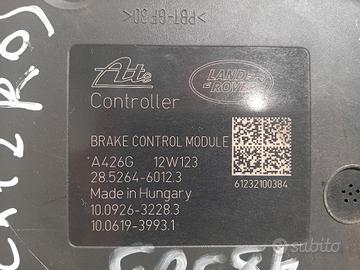 >PBT-GF30<
Ate
LAND-
ROVER
Controller
BRAKE CONTROL MODULE
A426G 12W123
28.5264-6012.3
61232100384
Made in Hungary
10.0926-3228.3
10.0619-3993.1
subito